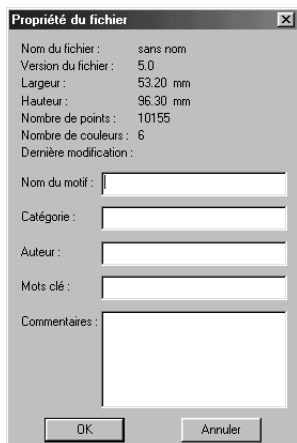 Propriété du fichier
Nom du fichier : sans nom
Version du fichier : 5.0
Largeur : 53.20 mm
Hauteur : 96.30 mm
Nombre de points : 10155
Nombre de couleurs : 6
Dernière modification :
Nom du motif :
Catégorie :
Auteur :
Mots clé :
Commentaires :
OK Annuler